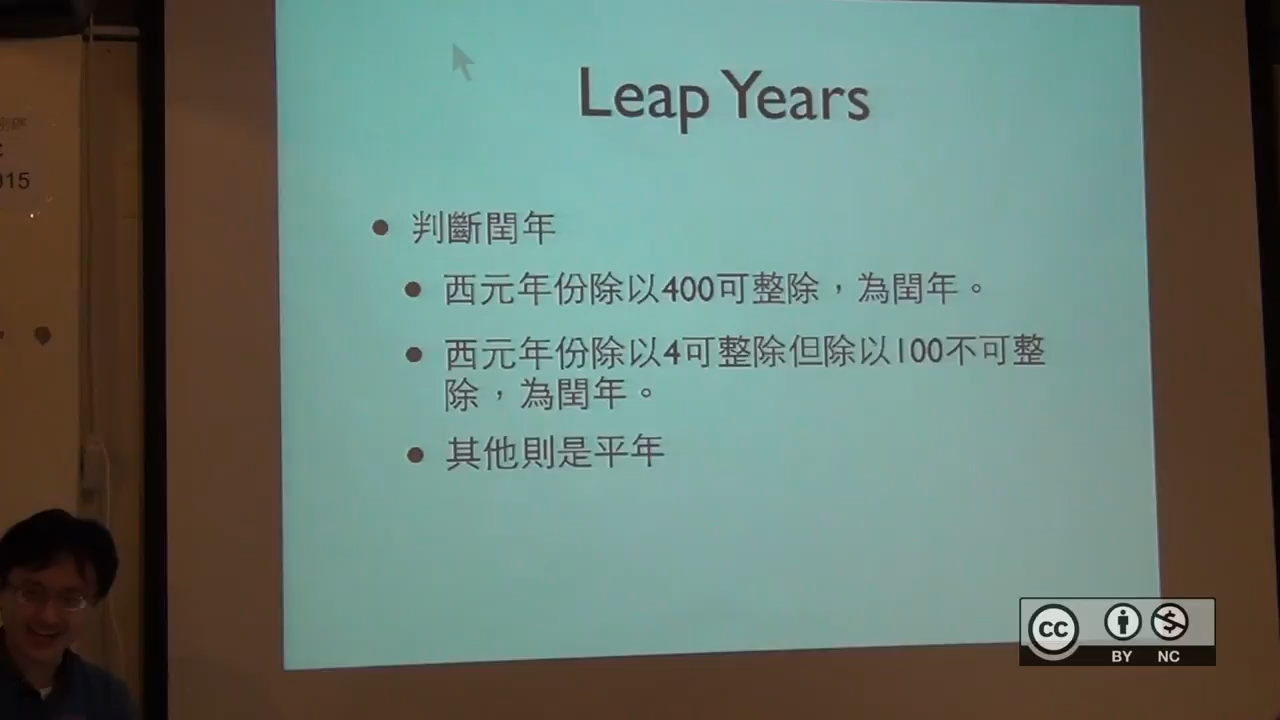 Leap Years
判斷閏年
西元年份除以400可整除，為閏年。
西元年份除以4可整除但除以100不可整
除，為閏年。
其他則是平年
915
CC
BY NC